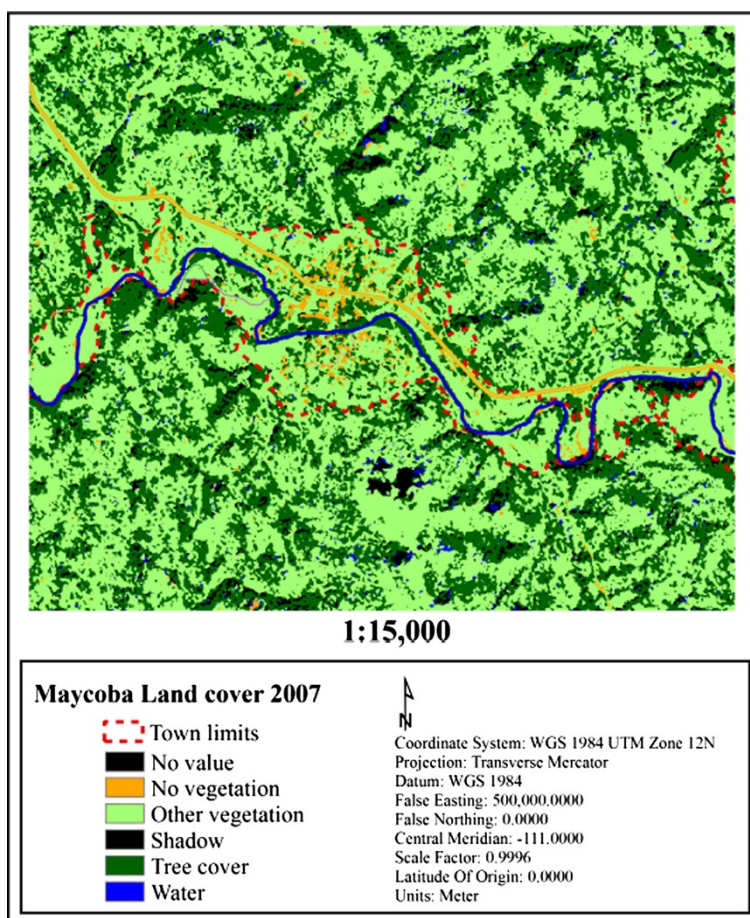 1:15,000
Maycoba Land cover 2007
Town limits
No value
No vegetation
Other vegetation
Shadow
Tree cover
Water
N
Coordinate System: WGS 1984 UTM Zone 12N
Projection: Transverse Mercator
Datum: WGS 1984
False Easting: 500,000.0000
False Northing: 0.0000
Central Meridian: -111.0000
Scale Factor: 0.9996
Latitude Of Origin: 0.0000
Units: Meter